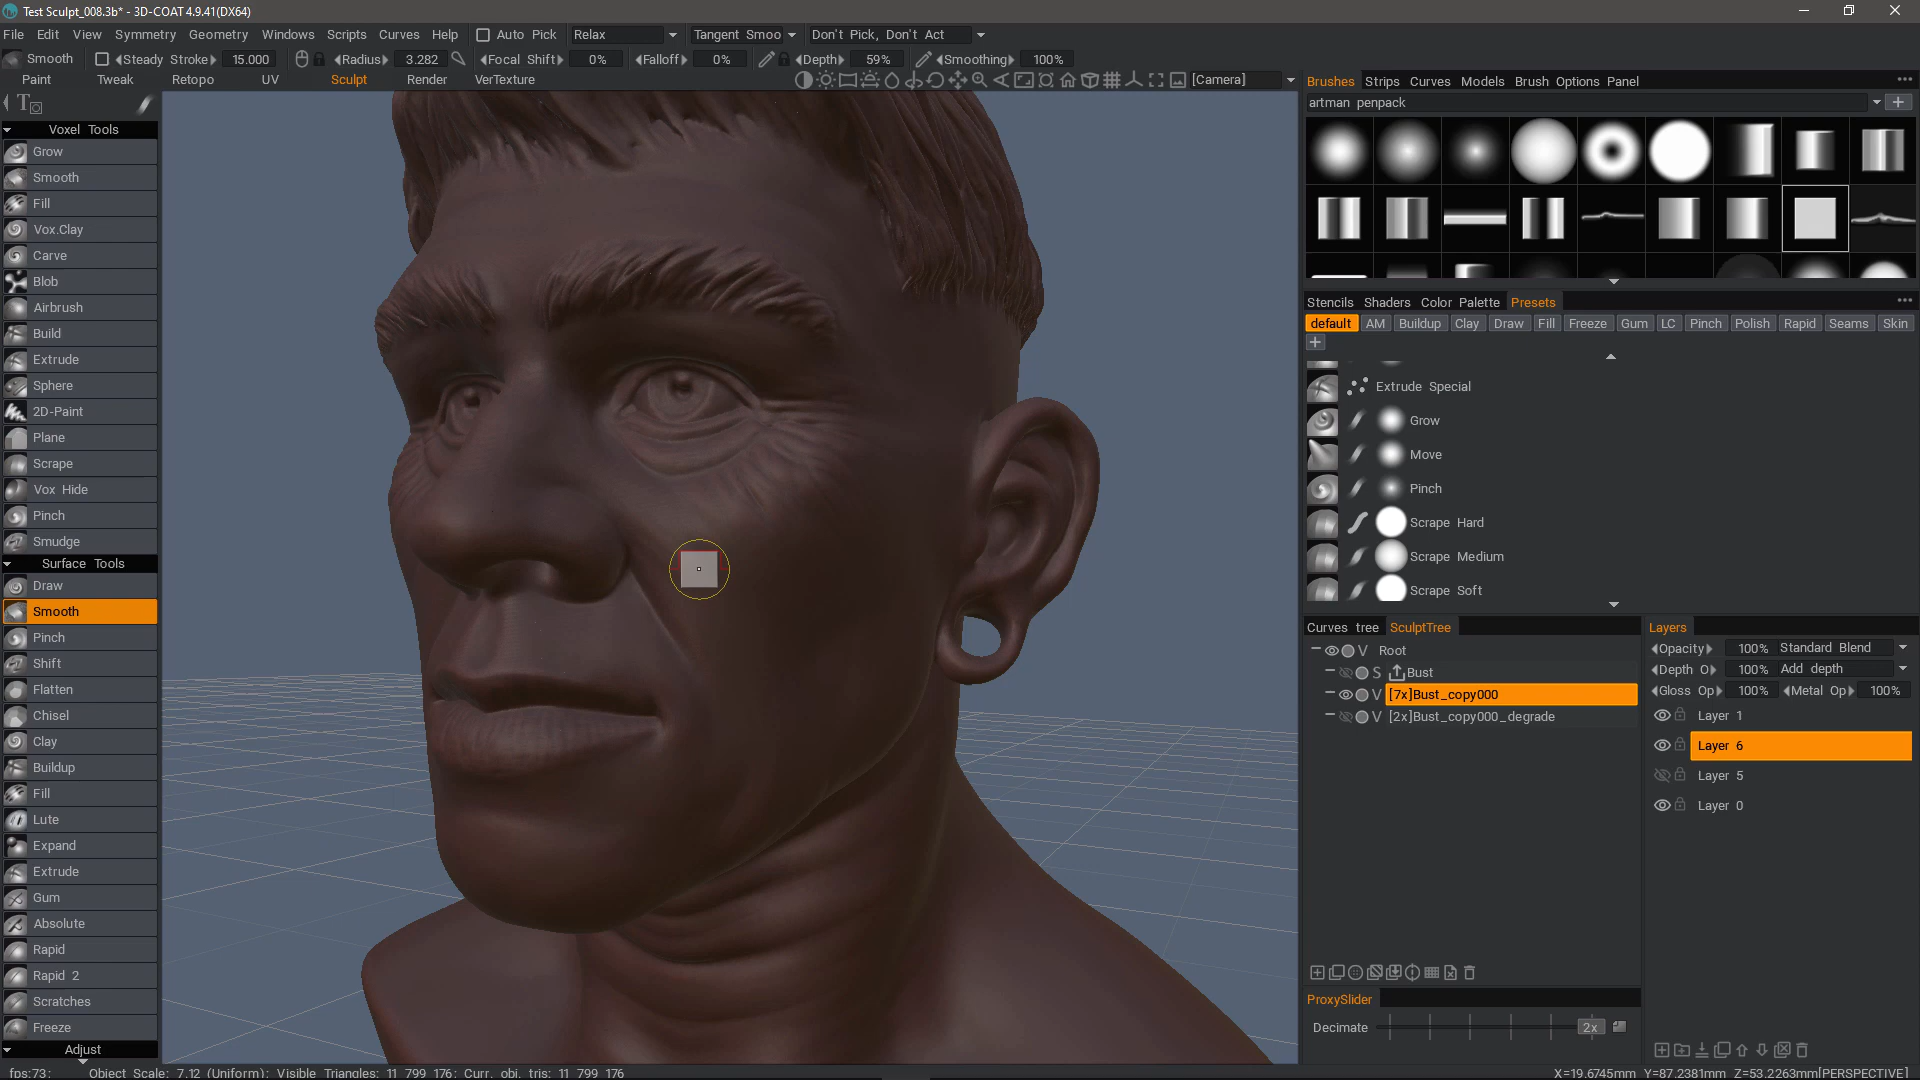 Test Sculpt_008.3b* - 3D-COAT 4.9.41(DX64)
File Edit View Symmetry Geometry Windows Scripts Curves Help Auto Pick Relax Tangent Smoo Don't Pick, Don't Act
Smooth Steady Stroke 15.000 Radius 3.282 Focal Shift 0% Falloff 0% Depth 59% Smoothing 100%
Paint Tweak Retopo UV Sculpt Render VerTexture [Camera]
Voxel Tools
Grow
Smooth
Fill
Vox.Clay
Carve
Blob
Airbrush
Build
Extrude
Sphere
2D-Paint
Plane
Scrape
Vox Hide
Pinch
Smudge
Surface Tools
Draw
Smooth
Pinch
Shift
Flatten
Chisel
Clay
Buildup
Fill
Lute
Expand
Extrude
Gum
Absolute
Rapid
Rapid 2
Scratches
Freeze
Adjust
Brushes Strips Curves Models Brush Options Panel
artman penpack
Stencils Shaders Color Palette Presets
default AM Buildup Clay Draw Fill Freeze Gum LC Pinch Polish Rapid Seams Skin
Extrude Special
Grow
Move
Pinch
Scrape Hard
Scrape Medium
Scrape Soft
Curves tree SculptTree
V Root
S Bust
V [7x]Bust_copy000
V [2x]Bust_copy000_degrade
ProxySlider
Decimate 2x
Layers
Opacity 100% Standard Blend
Depth O 100% Add depth
Gloss Op 100% Metal Op 100%
Layer 1
Layer 6
Layer 5
Layer 0
fps:73; Object Scale: 7.12 (Uniform); Visible Triangles: 11 799 176; Curr. obj. tris: 11 799 176
X=19.6745mm Y=87.2381mm Z=53.2263mm[PERSPECTIVE]